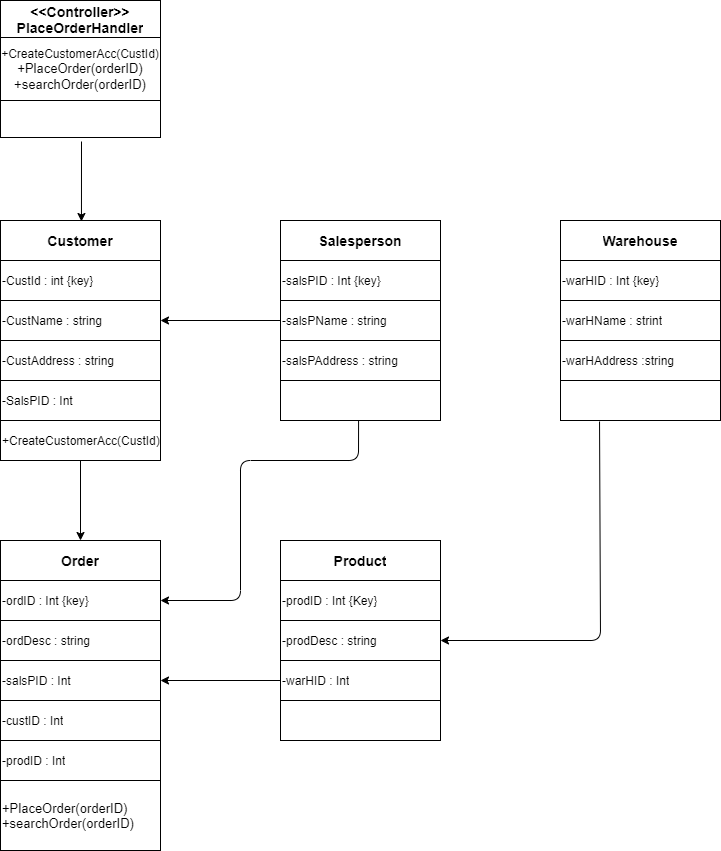 <<Controller>>
PlaceOrderHandler
+CreateCustomerAcc(CustId)
+PlaceOrder(orderID)
+searchOrder(orderID)
Customer
-CustId : int {key}
-CustName : string
-CustAddress : string
-SalsPID : Int
+CreateCustomerAcc(CustId)
Salesperson
-salsPID : Int {key}
-salsPName : string
-salsPAddress : string
Warehouse
-warHID : Int {key}
-warHName : strint
-warHAddress :string
Order
-ordID : Int {key}
-ordDesc : string
-salsPID : Int
-custID : Int
-prodID : Int
+PlaceOrder(orderID)
+searchOrder(orderID)
Product
-prodID : Int {Key}
-prodDesc : string
-warHID : Int